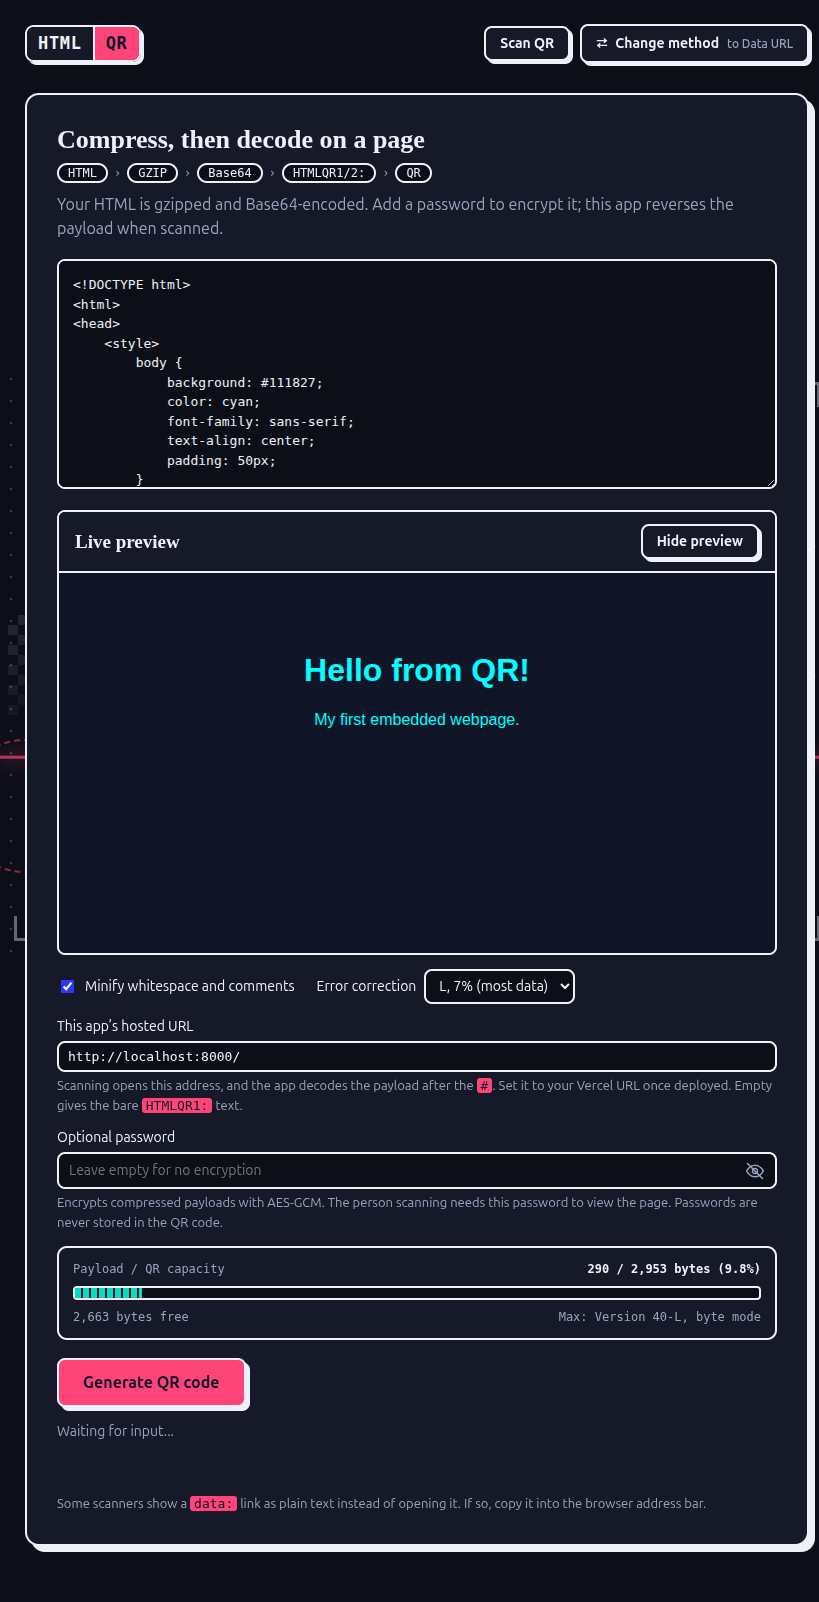 HTML QR
Scan QR
⇄ Change method to Data URL
Compress, then decode on a page
HTML › GZIP › Base64 › HTMLQR1/2: › QR
Your HTML is gzipped and Base64-encoded. Add a password to encrypt it; this app reverses the
payload when scanned.
<!DOCTYPE html>
<html>
<head>
    <style>
        body {
            background: #111827;
            color: cyan;
            font-family: sans-serif;
            text-align: center;
            padding: 50px;
        }
Live preview
Hide preview
Hello from QR!
My first embedded webpage.
Minify whitespace and comments Error correction L, 7% (most data)
This app’s hosted URL
http://localhost:8000/
Scanning opens this address, and the app decodes the payload after the #. Set it to your Vercel URL once deployed. Empty
gives the bare HTMLQR1: text.
Optional password
Leave empty for no encryption
Encrypts compressed payloads with AES-GCM. The person scanning needs this password to view the page. Passwords are
never stored in the QR code.
Payload / QR capacity 290 / 2,953 bytes (9.8%)
2,663 bytes free Max: Version 40-L, byte mode
Generate QR code
Waiting for input...
Some scanners show a data: link as plain text instead of opening it. If so, copy it into the browser address bar.